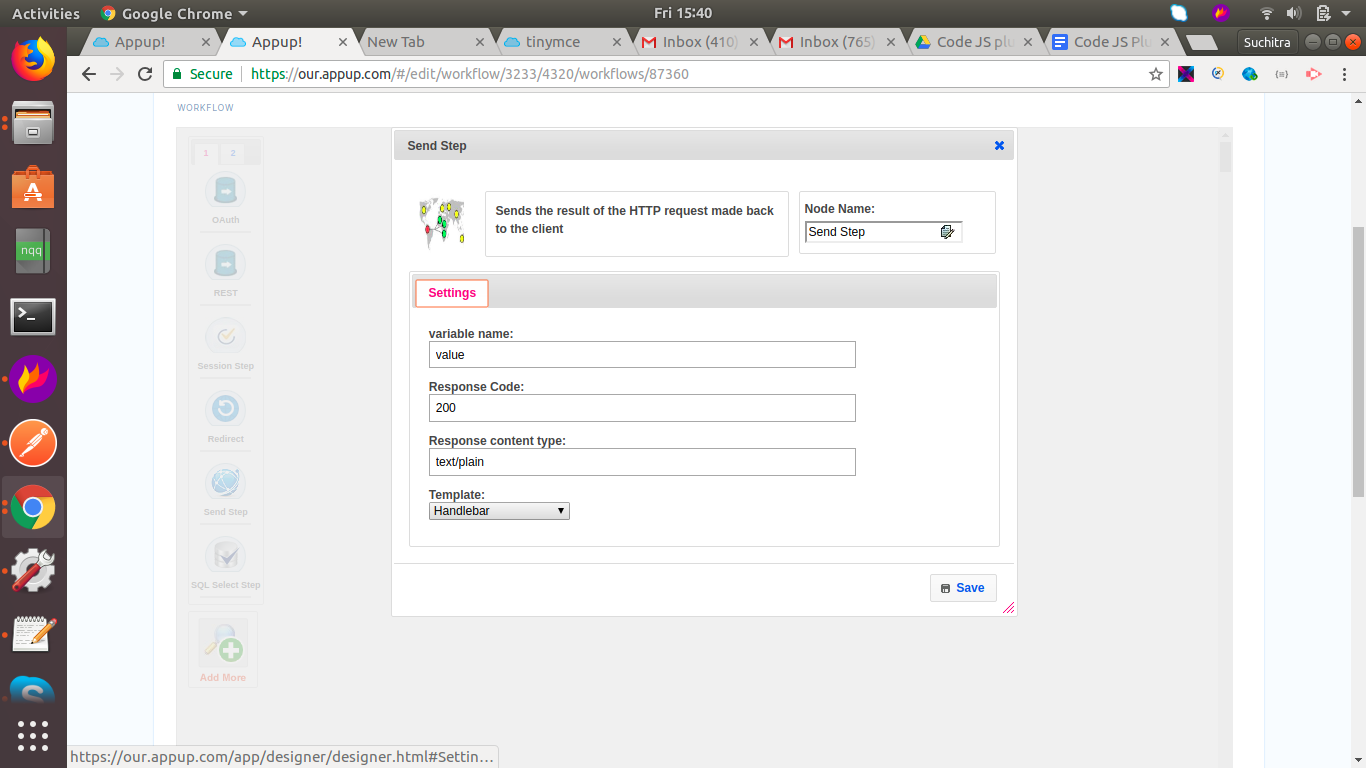 Activities
Google Chrome
Fri 15:40
Appup!
Appup!
New Tab
tinymce
Inbox (410)
Inbox (765)
Code JS plu
Code JS Plu
Suchitra
Secure
https://our.appup.com/#/edit/workflow/3233/4320/workflows/87360
WORKFLOW
1 2
OAuth
REST
Session Step
Redirect
Send Step
SQL Select Step
Add More
Send Step
Sends the result of the HTTP request made back
to the client
Node Name:
Send Step
Settings
variable name:
value
Response Code:
200
Response content type:
text/plain
Template:
Handlebar
Save
nqq
https://our.appup.com/app/designer/designer.html#Settin...